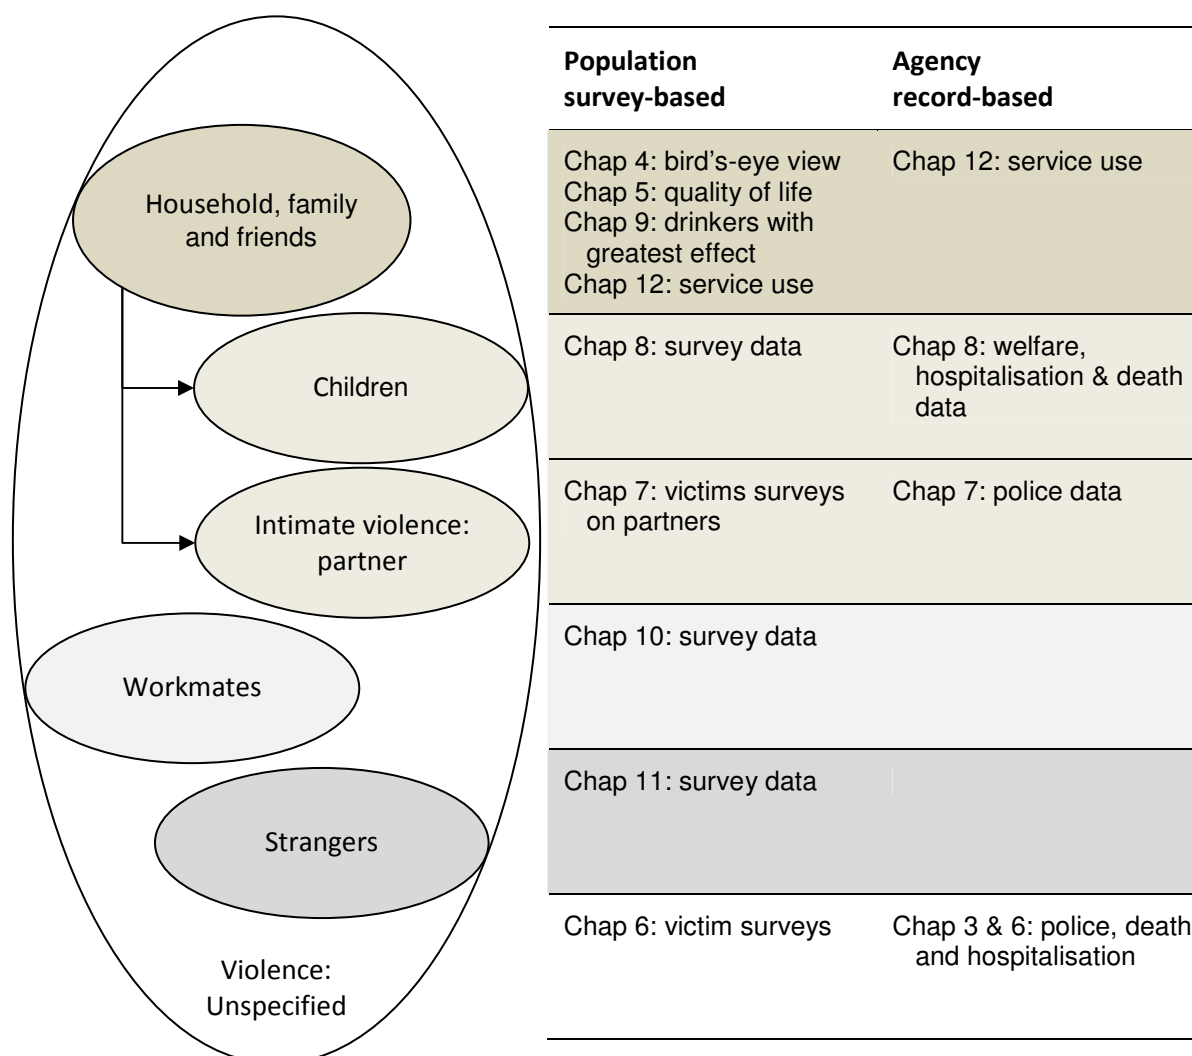 Population
survey-based
Agency
record-based
Household, family
and friends
Chap 4: bird's-eye view
Chap 5: quality of life
Chap 9: drinkers with
greatest effect
Chap 12: service use
Chap 12: service use
Children
Chap 8: survey data
Chap 8: welfare,
hospitalisation & death
data
Intimate violence:
partner
Chap 7: victims surveys
on partners
Chap 7: police data
Workmates
Chap 10: survey data
Strangers
Chap 11: survey data
Violence:
Unspecified
Chap 6: victim surveys
Chap 3 & 6: police, death
and hospitalisation